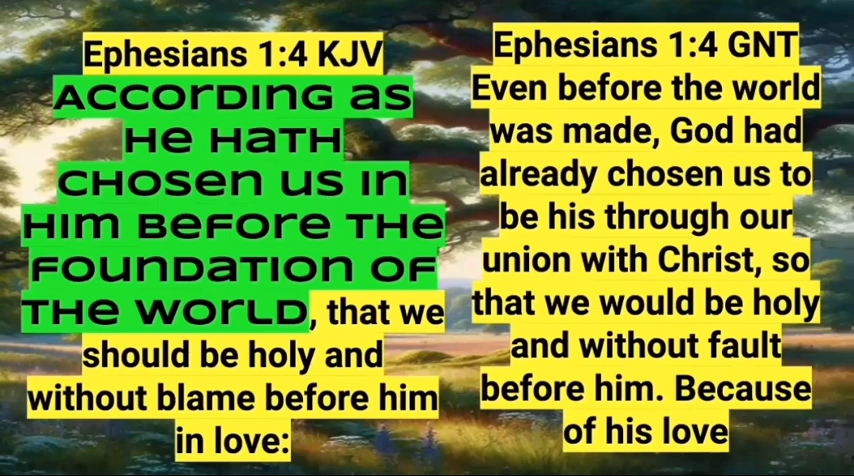 Ephesians 1:4 KJV
According as
He Hath
chosen us in
Him Before the
foundation of
the world, that we
should be holy and
without blame before him
in love:
Ephesians 1:4 GNT
Even before the world
was made, God had
already chosen us to
be his through our
union with Christ, so
that we would be holy
and without fault
before him. Because
of his love